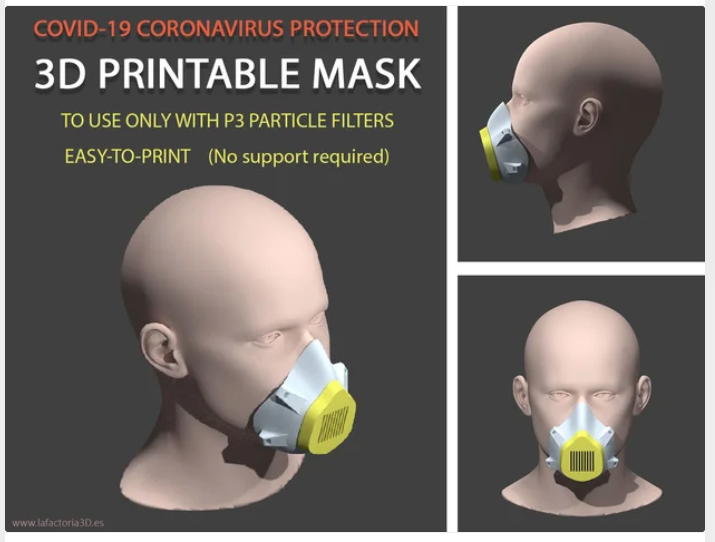 COVID-19 CORONAVIRUS PROTECTION
3D PRINTABLE MASK
TO USE ONLY WITH P3 PARTICLE FILTERS
EASY-TO-PRINT (No support required)
www.lafactoria3D.es